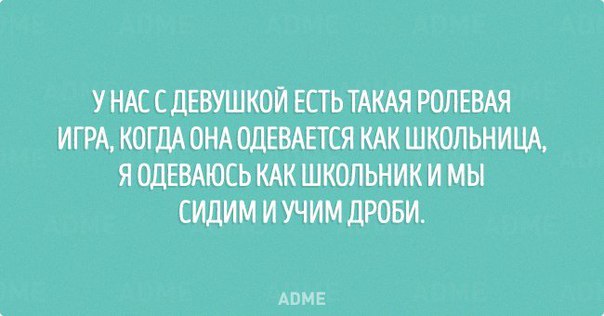 У НАС С ДЕВУШКОЙ ЕСТЬ ТАКАЯ РОЛЕВАЯ
ИГРА, КОГДА ОНА ОДЕВАЕТСЯ КАК ШКОЛЬНИЦА,
Я ОДЕВАЮСЬ КАК ШКОЛЬНИК И МЫ
СИДИМ И УЧИМ ДРОБИ.
ADME